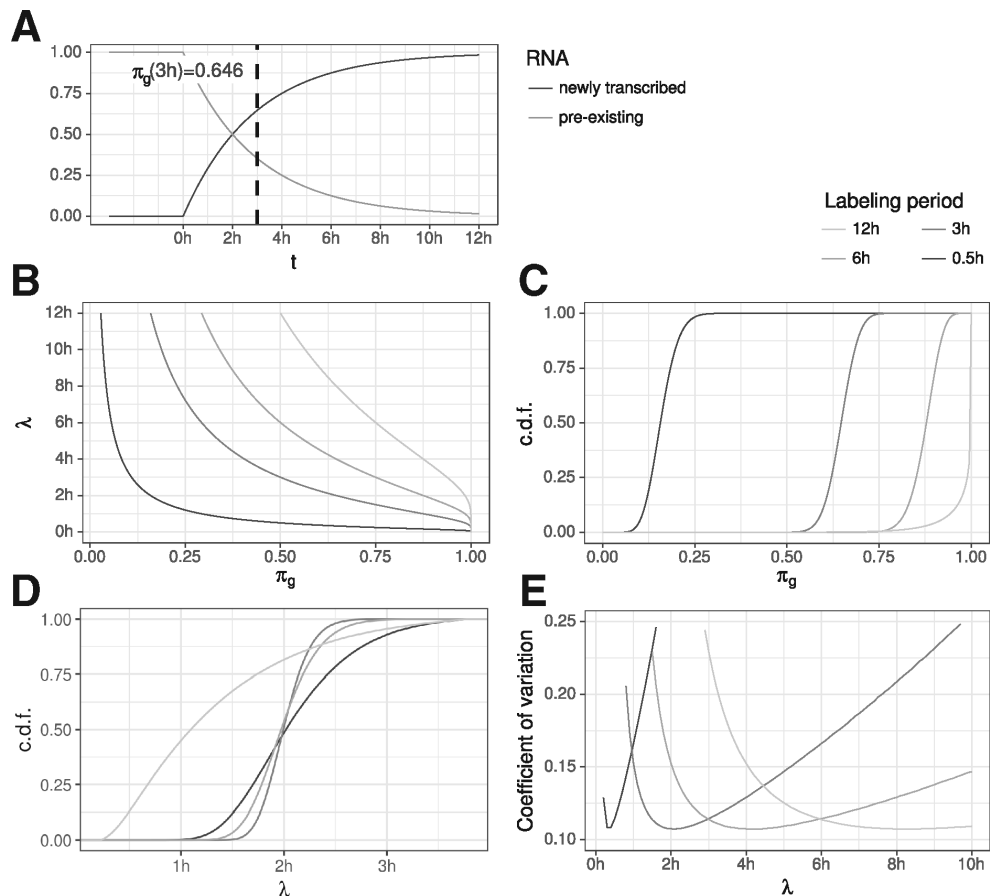 A
1.00
0.75
0.50
0.25
0.00
πg(3h)=0.646
0h 2h 4h 6h 8h 10h 12h
t
RNA
newly transcribed
pre-existing
Labeling period
12h 3h
6h 0.5h
B
12h
10h
8h
6h
4h
2h
0h
λ
0.00 0.25 0.50 0.75 1.00
πg
C
1.00
0.75
0.50
0.25
0.00
c.d.f.
0.00 0.25 0.50 0.75 1.00
πg
D
1.00
0.75
0.50
0.25
0.00
c.d.f.
1h 2h 3h
λ
E
0.25
0.20
0.15
0.10
Coefficient of variation
0h 2h 4h 6h 8h 10h
λ